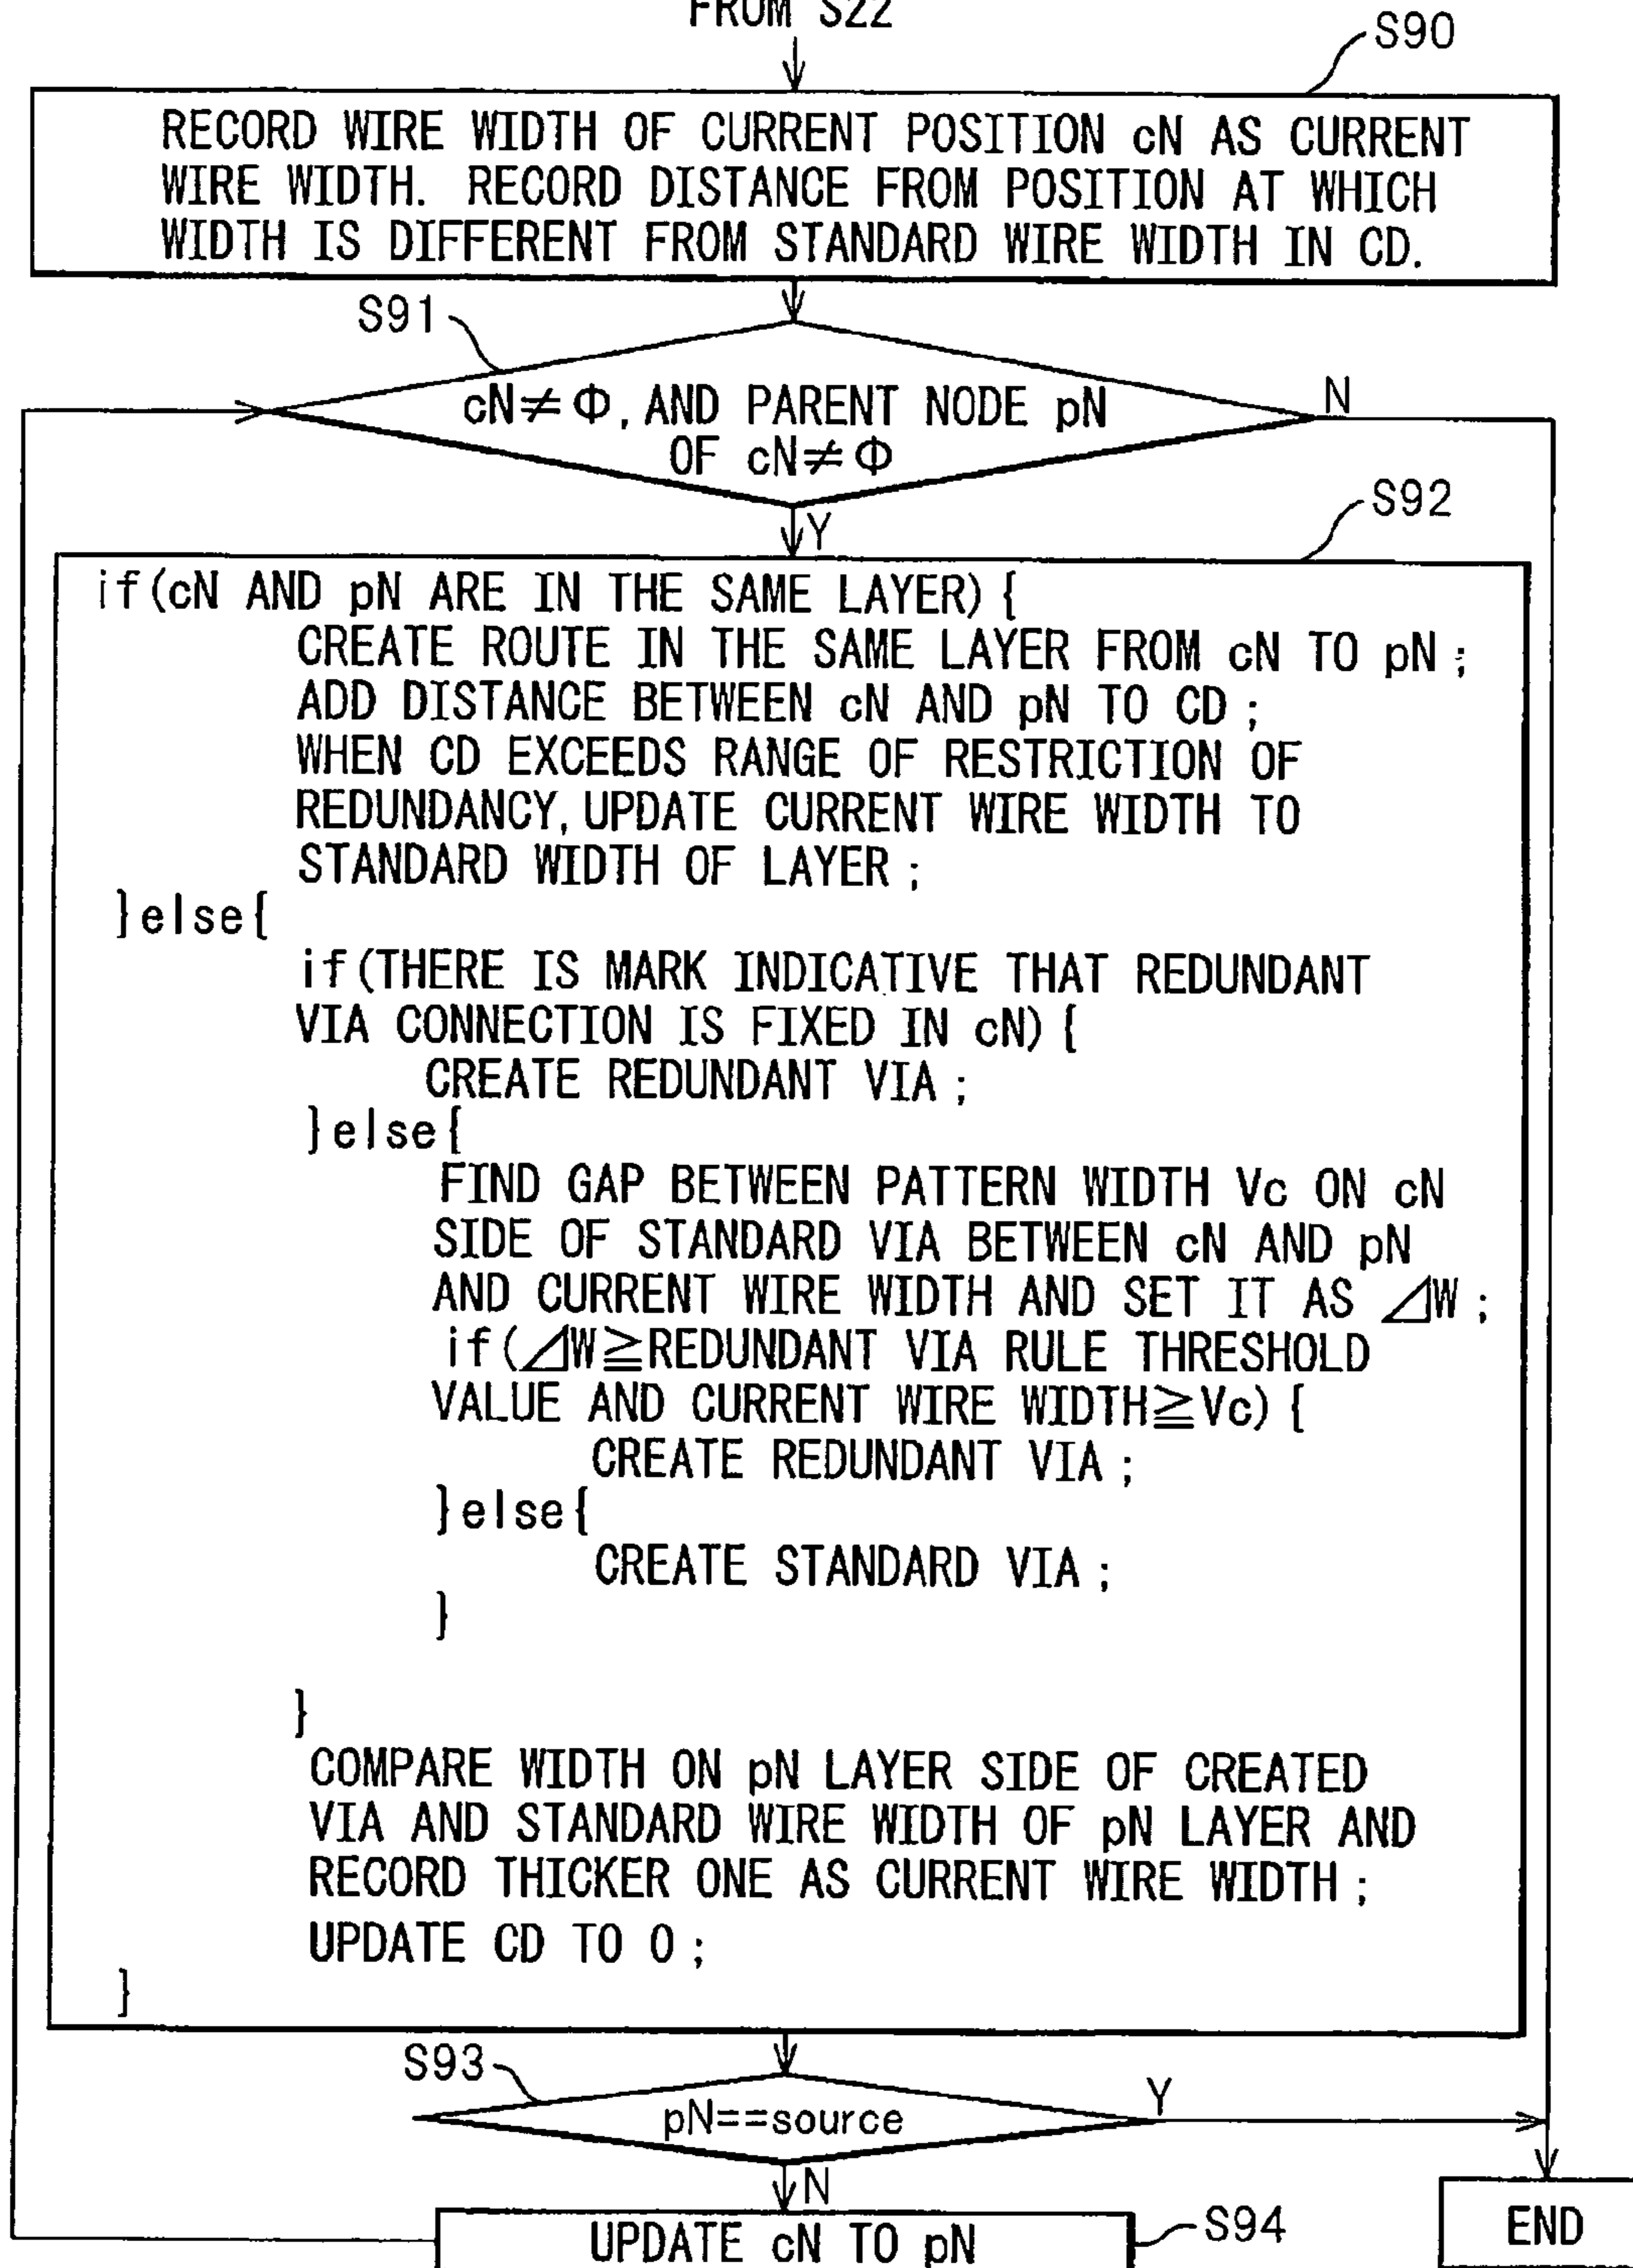 FROM S22
S90
RECORD WIRE WIDTH OF CURRENT POSITION cN AS CURRENT
WIRE WIDTH. RECORD DISTANCE FROM POSITION AT WHICH
WIDTH IS DIFFERENT FROM STANDARD WIRE WIDTH IN CD.
S91
cN≠Φ, AND PARENT NODE pN
OF cN≠Φ
N
Y
S92
if(cN AND pN ARE IN THE SAME LAYER){
CREATE ROUTE IN THE SAME LAYER FROM cN TO pN;
ADD DISTANCE BETWEEN cN AND pN TO CD;
WHEN CD EXCEEDS RANGE OF RESTRICTION OF
REDUNDANCY, UPDATE CURRENT WIRE WIDTH TO
STANDARD WIDTH OF LAYER;
}else{
if(THERE IS MARK INDICATIVE THAT REDUNDANT
VIA CONNECTION IS FIXED IN cN){
CREATE REDUNDANT VIA;
}else{
FIND GAP BETWEEN PATTERN WIDTH Vc ON cN
SIDE OF STANDARD VIA BETWEEN cN AND pN
AND CURRENT WIRE WIDTH AND SET IT AS ⊿W;
if(⊿W≧REDUNDANT VIA RULE THRESHOLD
VALUE AND CURRENT WIRE WIDTH≧Vc){
CREATE REDUNDANT VIA;
}else{
CREATE STANDARD VIA;
}
}
COMPARE WIDTH ON pN LAYER SIDE OF CREATED
VIA AND STANDARD WIRE WIDTH OF pN LAYER AND
RECORD THICKER ONE AS CURRENT WIRE WIDTH;
UPDATE CD TO 0;
}
S93
pN==source
Y
N
UPDATE cN TO pN
S94
END